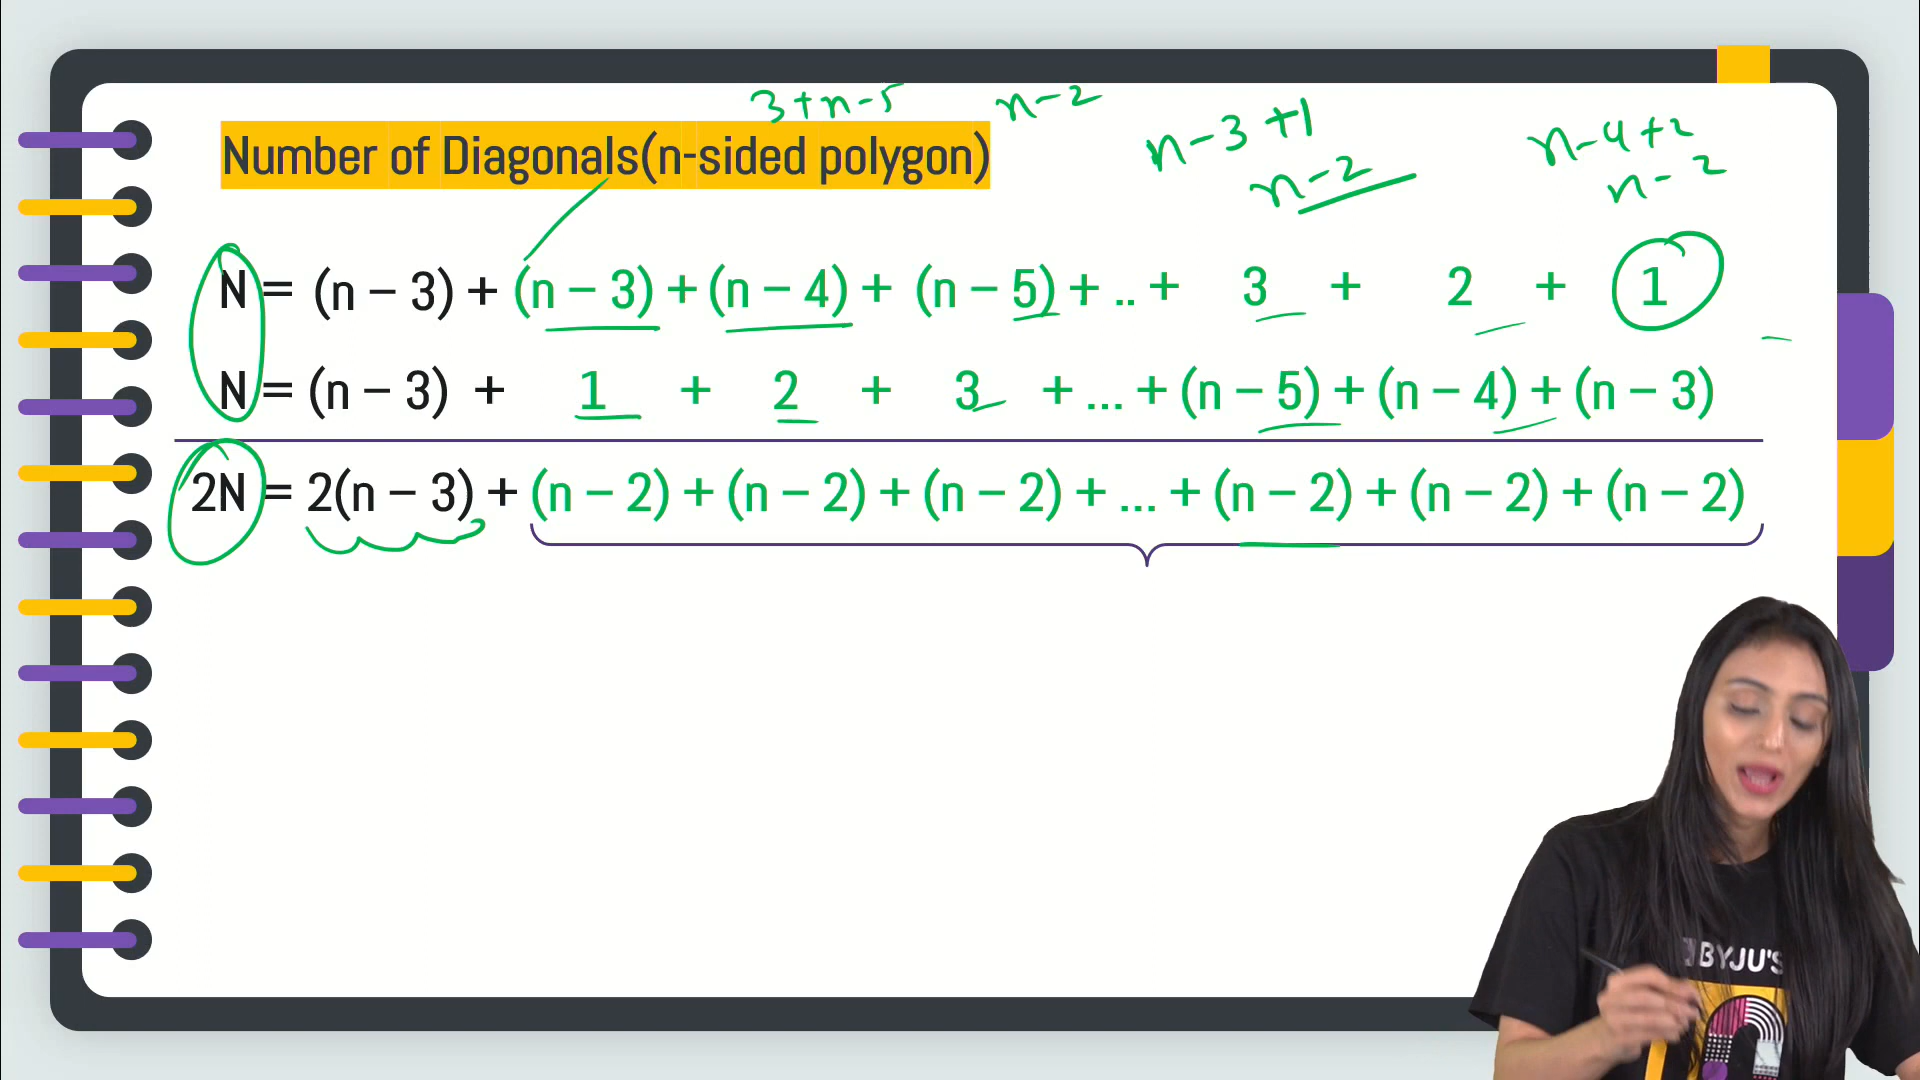 3+n-5 n-2
n-3+1 n-4+2
n-2 n-2
Number of Diagonals(n-sided polygon)
N = (n – 3) + (n – 3) + (n – 4) + (n – 5) + .. + 3 + 2 + 1
N = (n – 3) + 1 + 2 + 3 + ... + (n – 5) + (n – 4) + (n – 3)
2N = 2(n – 3) + (n – 2) + (n – 2) + (n – 2) + ... + (n – 2) + (n – 2) + (n – 2)
BYJU'S